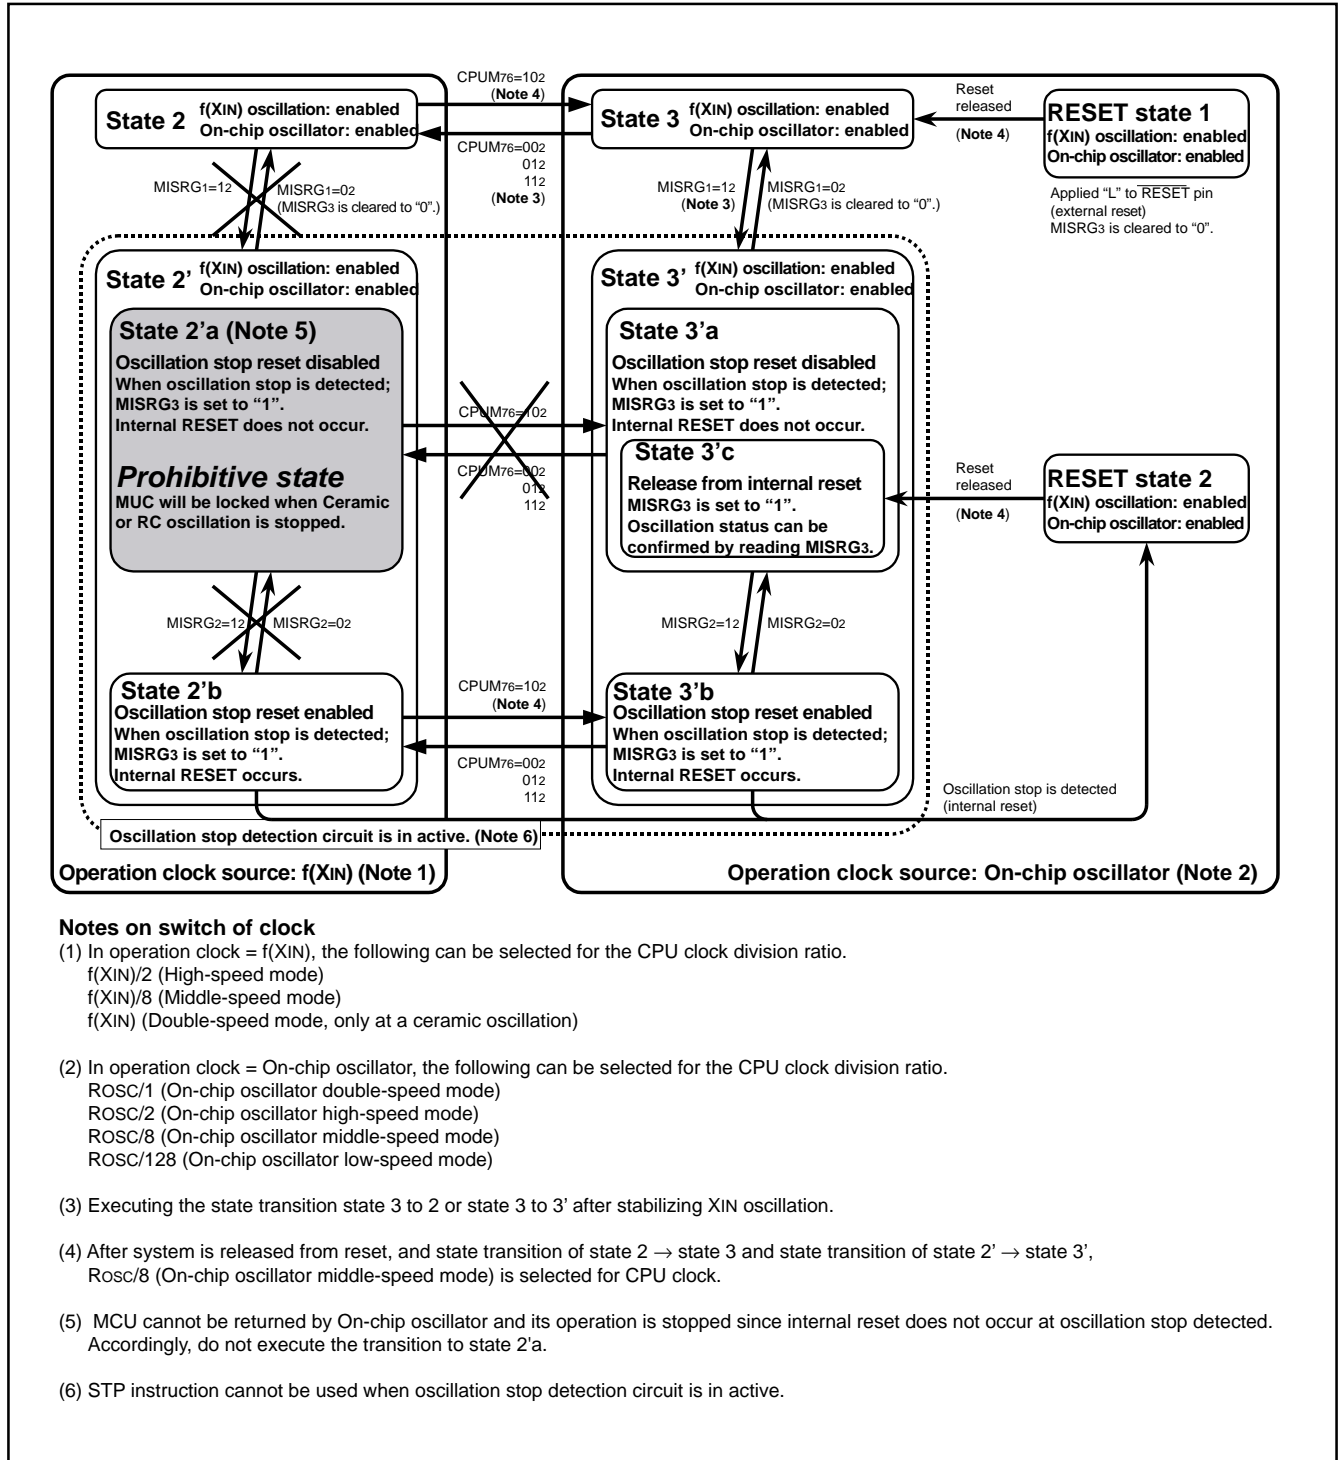 CPUM76=102
(Note 4)
State 2
f(XIN) oscillation: enabled
On-chip oscillator: enabled
State 3
f(XIN) oscillation: enabled
On-chip oscillator: enabled
Reset
released
(Note 4)
RESET state 1
f(XIN) oscillation: enabled
On-chip oscillator: enabled
CPUM76=002
012
112
(Note 3)
MISRG1=12
MISRG1=02
(MISRG3 is cleared to “0”.)
MISRG1=12
(Note 3)
MISRG1=02
(MISRG3 is cleared to “0”.)
Applied “L” to RESET pin
(external reset)
MISRG3 is cleared to “0”.
State 2'
f(XIN) oscillation: enabled
On-chip oscillator: enabled
State 3'
f(XIN) oscillation: enabled
On-chip oscillator: enabled
State 2'a (Note 5)
Oscillation stop reset disabled
When oscillation stop is detected;
MISRG3 is set to “1”.
Internal RESET does not occur.
Prohibitive state
MUC will be locked when Ceramic
or RC oscillation is stopped.
CPUM76=102
CPUM76=002
012
112
State 3'a
Oscillation stop reset disabled
When oscillation stop is detected;
MISRG3 is set to “1”.
Internal RESET does not occur.
State 3'c
Release from internal reset
MISRG3 is set to “1”.
Oscillation status can be
confirmed by reading MISRG3.
Reset
released
(Note 4)
RESET state 2
f(XIN) oscillation: enabled
On-chip oscillator: enabled
MISRG2=12
MISRG2=02
MISRG2=12
MISRG2=02
State 2'b
Oscillation stop reset enabled
When oscillation stop is detected;
MISRG3 is set to “1”.
Internal RESET occurs.
CPUM76=102
(Note 4)
CPUM76=002
012
112
State 3'b
Oscillation stop reset enabled
When oscillation stop is detected;
MISRG3 is set to “1”.
Internal RESET occurs.
Oscillation stop is detected
(internal reset)
Oscillation stop detection circuit is in active. (Note 6)
Operation clock source: f(XIN) (Note 1)
Operation clock source: On-chip oscillator (Note 2)
Notes on switch of clock
(1) In operation clock = f(XIN), the following can be selected for the CPU clock division ratio.
f(XIN)/2 (High-speed mode)
f(XIN)/8 (Middle-speed mode)
f(XIN) (Double-speed mode, only at a ceramic oscillation)
(2) In operation clock = On-chip oscillator, the following can be selected for the CPU clock division ratio.
ROSC/1 (On-chip oscillator double-speed mode)
ROSC/2 (On-chip oscillator high-speed mode)
ROSC/8 (On-chip oscillator middle-speed mode)
ROSC/128 (On-chip oscillator low-speed mode)
(3) Executing the state transition state 3 to 2 or state 3 to 3’ after stabilizing XIN oscillation.
(4) After system is released from reset, and state transition of state 2 → state 3 and state transition of state 2’ → state 3’,
ROSC/8 (On-chip oscillator middle-speed mode) is selected for CPU clock.
(5) MCU cannot be returned by On-chip oscillator and its operation is stopped since internal reset does not occur at oscillation stop detected.
Accordingly, do not execute the transition to state 2'a.
(6) STP instruction cannot be used when oscillation stop detection circuit is in active.